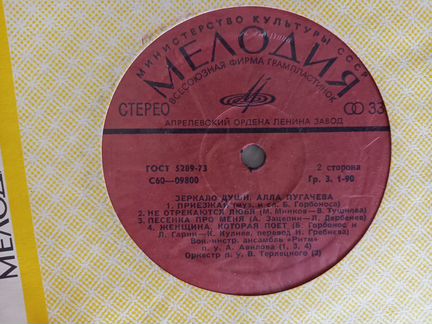 МИНИСТЕРСТВО КУЛЬТУРЫ СССР
МЕЛОДИЯ
ВСЕСОЮЗНАЯ ФИРМА ГРАМПЛАСТИНОК
СТЕРЕО
33
АПРЕЛЕВСКИЙ ОРДЕНА ЛЕНИНА ЗАВОД
ГОСТ 5289-73
2 сторона
С60—09800
Гр. 3. 1-90
ЗЕРКАЛО ДУШИ. АЛЛА ПУГАЧЕВА
1. ПРИЕЗЖАЙ (муз. и сл. Б. Горбоноса)
2. НЕ ОТРЕКАЮТСЯ ЛЮБЯ (М. Минков—В. Тушнова)
3. ПЕСЕНКА ПРО МЕНЯ (А. Зацепин—Л. Дербенев)
4. ЖЕНЩИНА, КОТОРАЯ ПОЕТ (Б. Горбонос и
Л. Гарин—К. Кулиев, перевод Н. Гребнева)
Вок.-инстр. ансамбль «Ритм»
п. у А. Авилова (1, 3, 4)
Оркестр п. у В. Терлецкого (2)
МЕЛОД